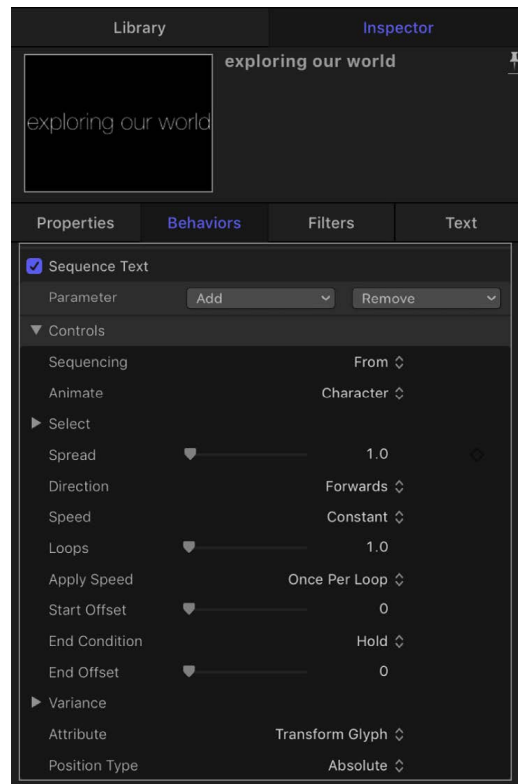 Library Inspector
exploring our world
exploring our world
Properties Behaviors Filters Text
Sequence Text
Parameter Add Remove
Controls
Sequencing From
Animate Character
Select
Spread 1.0
Direction Forwards
Speed Constant
Loops 1.0
Apply Speed Once Per Loop
Start Offset 0
End Condition Hold
End Offset 0
Variance
Attribute Transform Glyph
Position Type Absolute